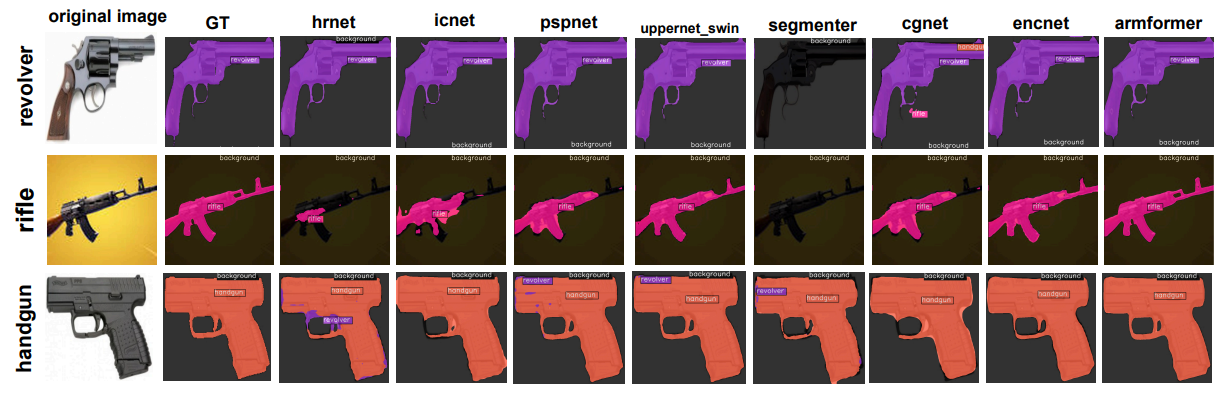 original image GT hrnet icnet pspnet uppernet_swin segmenter cgnet encnet armformer
revolver
revolver
background
revolver
revolver
revolver
revolver
background
handgun
revolver
revolver
revolver
rifle
background
background
background
background
background
rifle
background
background
background
background
background
background
background
background
background
rifle
rifle
rifle
rifle
rifle
rifle
rifle
rifle
handgun
background
background
background
background
background
background
background
background
background
handgun
handgun
handgun
revolver
handgun
revolver
handgun
revolver
handgun
handgun
handgun
handgun
revolver